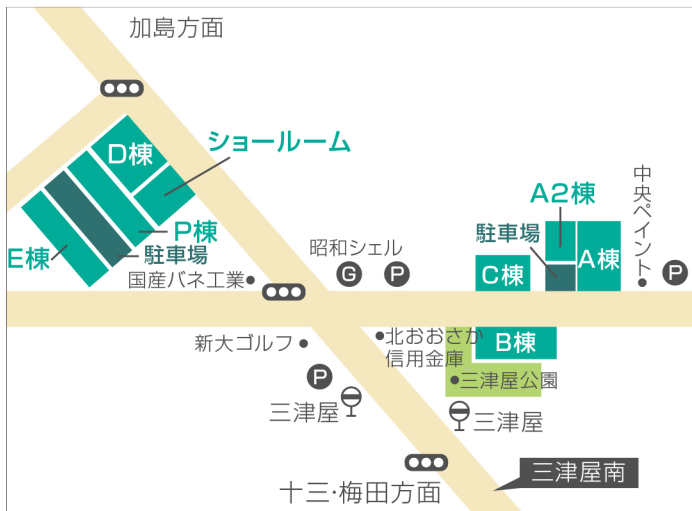 加島方面
ショールーム
D棟
P棟
駐車場
E棟
国産バネ工業
昭和シェル
G
P
A2棟
駐車場
A棟
C棟
中央ペイント
P
新大ゴルフ
北おおさか
信用金庫
B棟
三津屋公園
P
三津屋
三津屋
十三・梅田方面
三津屋南